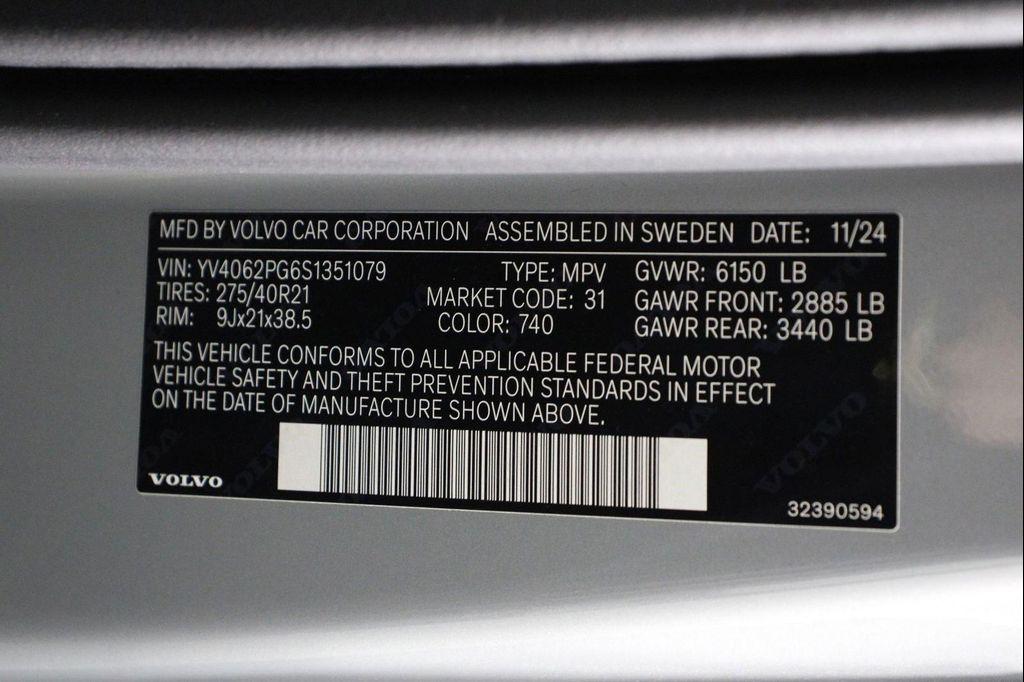 MFD BY VOLVO CAR CORPORATION ASSEMBLED IN SWEDEN DATE: 11/24
VIN: YV4062PG6S1351079 TYPE: MPV GVWR: 6150 LB
TIRES: 275/40R21 MARKET CODE: 31 GAWR FRONT: 2885 LB
RIM: 9Jx21x38.5 COLOR: 740 GAWR REAR: 3440 LB
THIS VEHICLE CONFORMS TO ALL APPLICABLE FEDERAL MOTOR
VEHICLE SAFETY AND THEFT PREVENTION STANDARDS IN EFFECT
ON THE DATE OF MANUFACTURE SHOWN ABOVE.
VOLVO
32390594